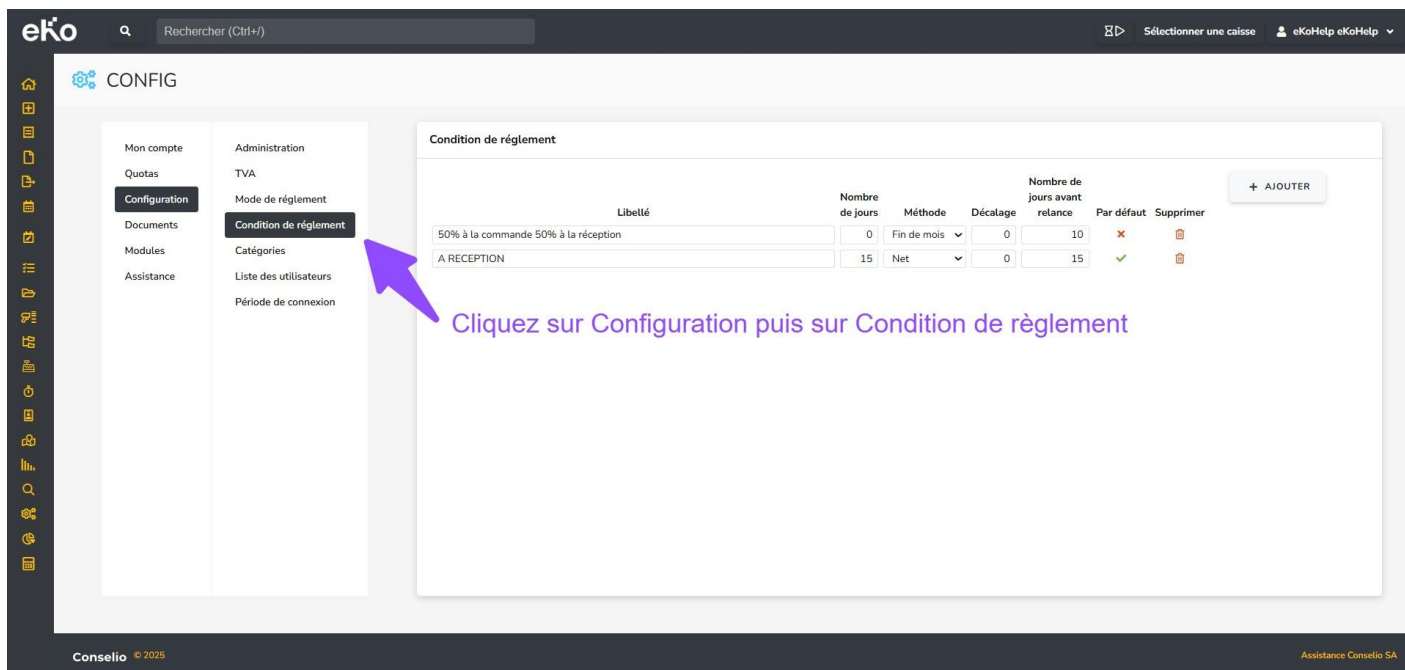 eKo Rechercher (Ctrl+/) Sélectionner une caisse eKoHelp eKoHelp
CONFIG
Mon compte
Quotas
Configuration
Documents
Modules
Assistance
Administration
TVA
Mode de réglement
Condition de réglement
Catégories
Liste des utilisateurs
Période de connexion
Condition de réglement
Libellé Nombre de jours Méthode Décalage Nombre de jours avant relance Par défaut Supprimer
+ AJOUTER
50% à la commande 50% à la réception 0 Fin de mois 0 10
A RECEPTION 15 Net 0 15
Cliquez sur Configuration puis sur Condition de règlement
Conselio © 2025 Assistance Conselio SA